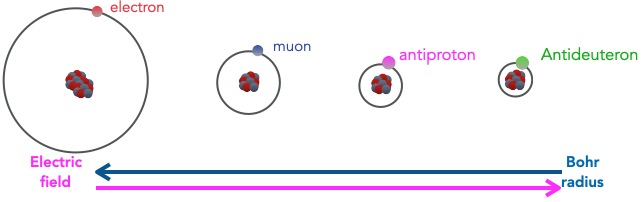 electron
muon
antiproton
Antideuteron
Electric
field
Bohr
radius